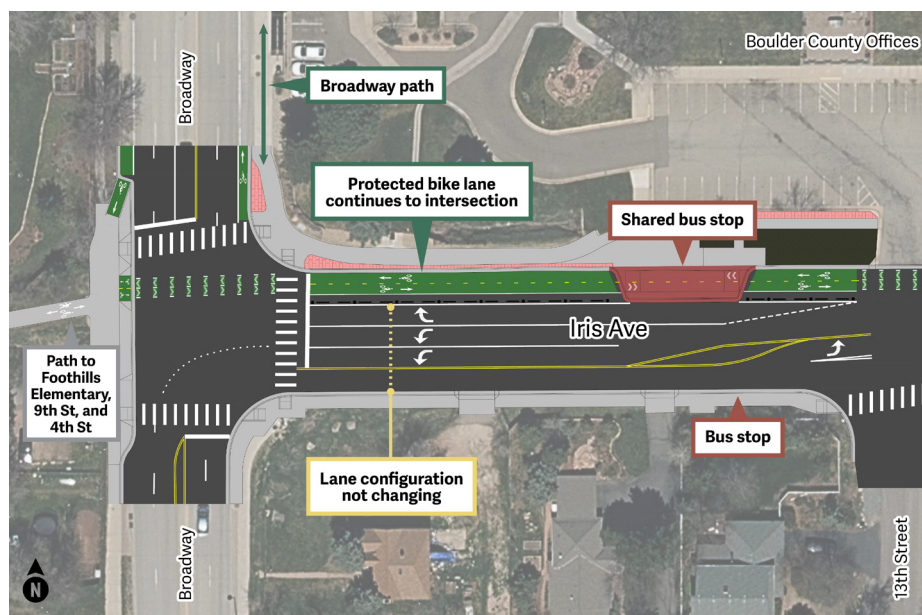 Broadway
Boulder County Offices
Broadway path
Protected bike lane
continues to intersection
Shared bus stop
Iris Ave
Path to
Foothills
Elementary,
9th St, and
4th St
Bus stop
Lane configuration
not changing
Broadway
13th Street
N